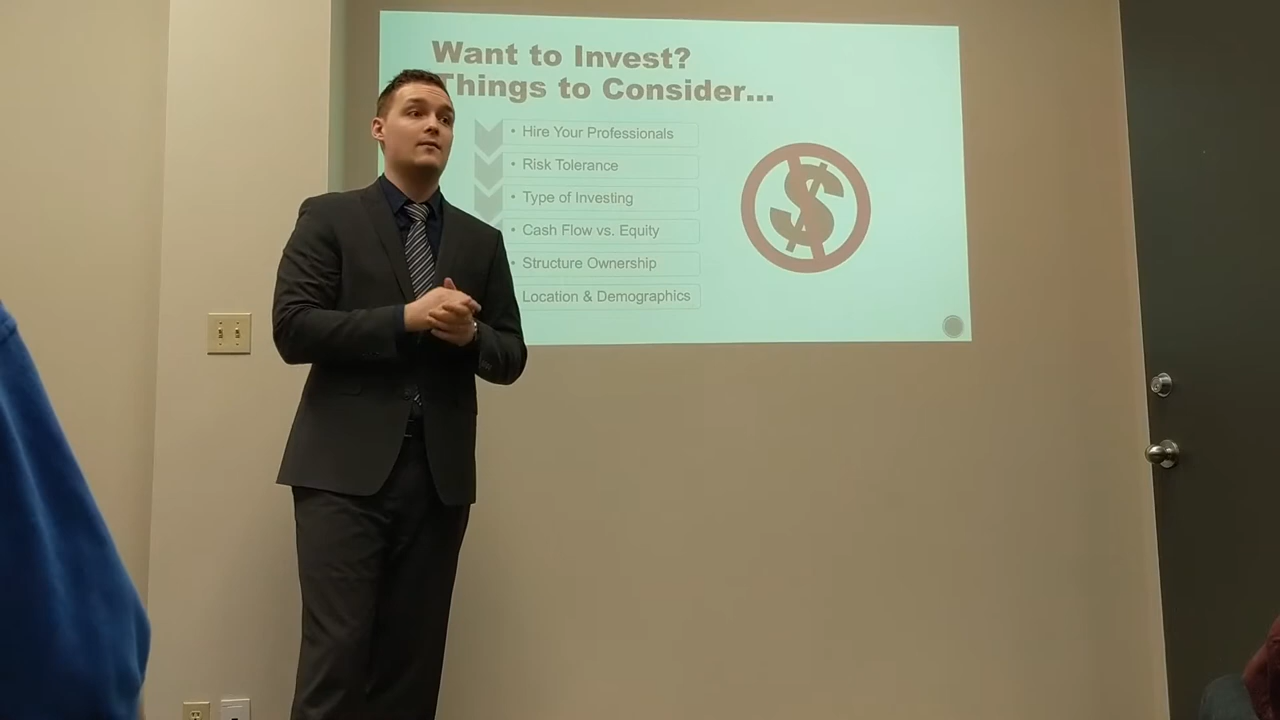 Want to Invest?
Things to Consider...
• Hire Your Professionals
• Risk Tolerance
• Type of Investing
• Cash Flow vs. Equity
Structure Ownership
Location & Demographics
$